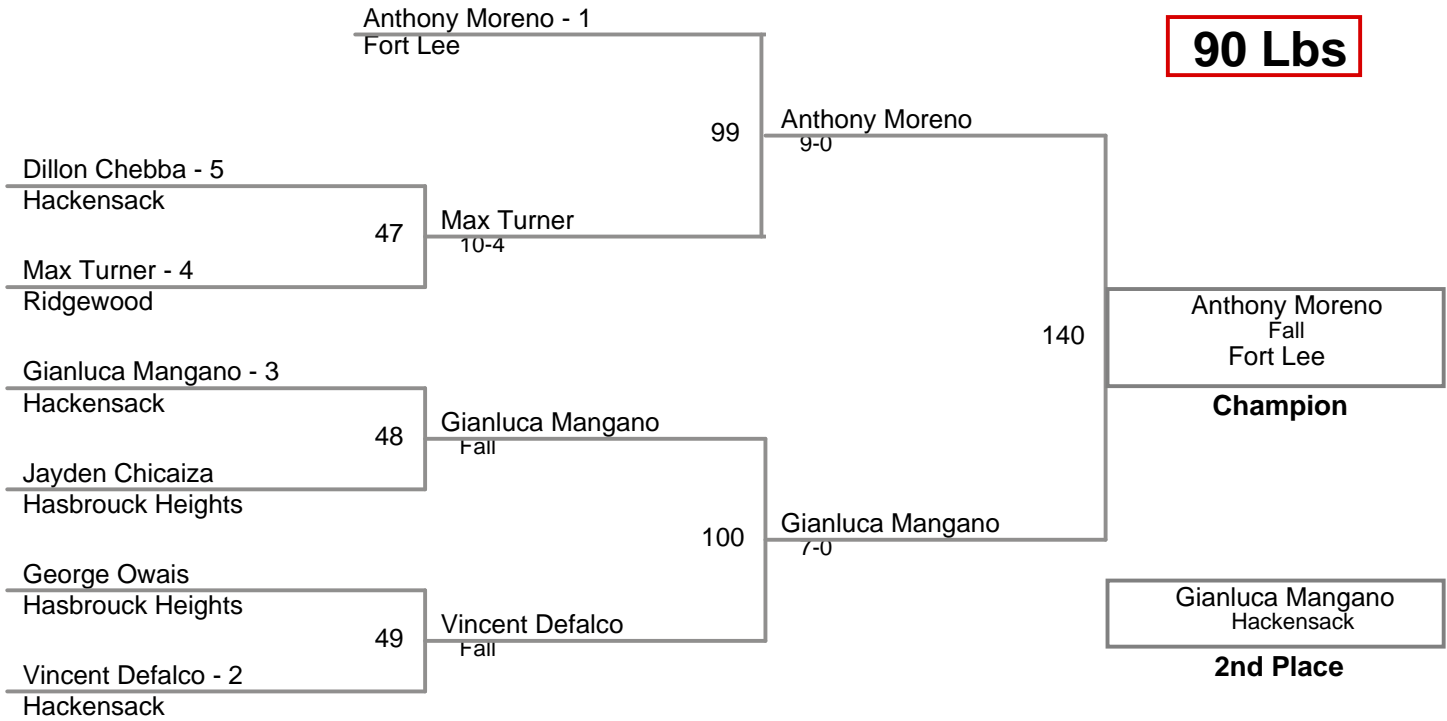 Anthony Moreno - 1
Fort Lee
90 Lbs
99
Anthony Moreno
9-0
Dillon Chebba - 5
Hackensack
47
Max Turner
10-4
Max Turner - 4
Ridgewood
140
Anthony Moreno
Fall
Fort Lee
Champion
Gianluca Mangano - 3
Hackensack
48
Gianluca Mangano
Fall
Jayden Chicaiza
Hasbrouck Heights
100
Gianluca Mangano
7-0
George Owais
Hasbrouck Heights
49
Vincent Defalco
Fall
Vincent Defalco - 2
Hackensack
Gianluca Mangano
Hackensack
2nd Place